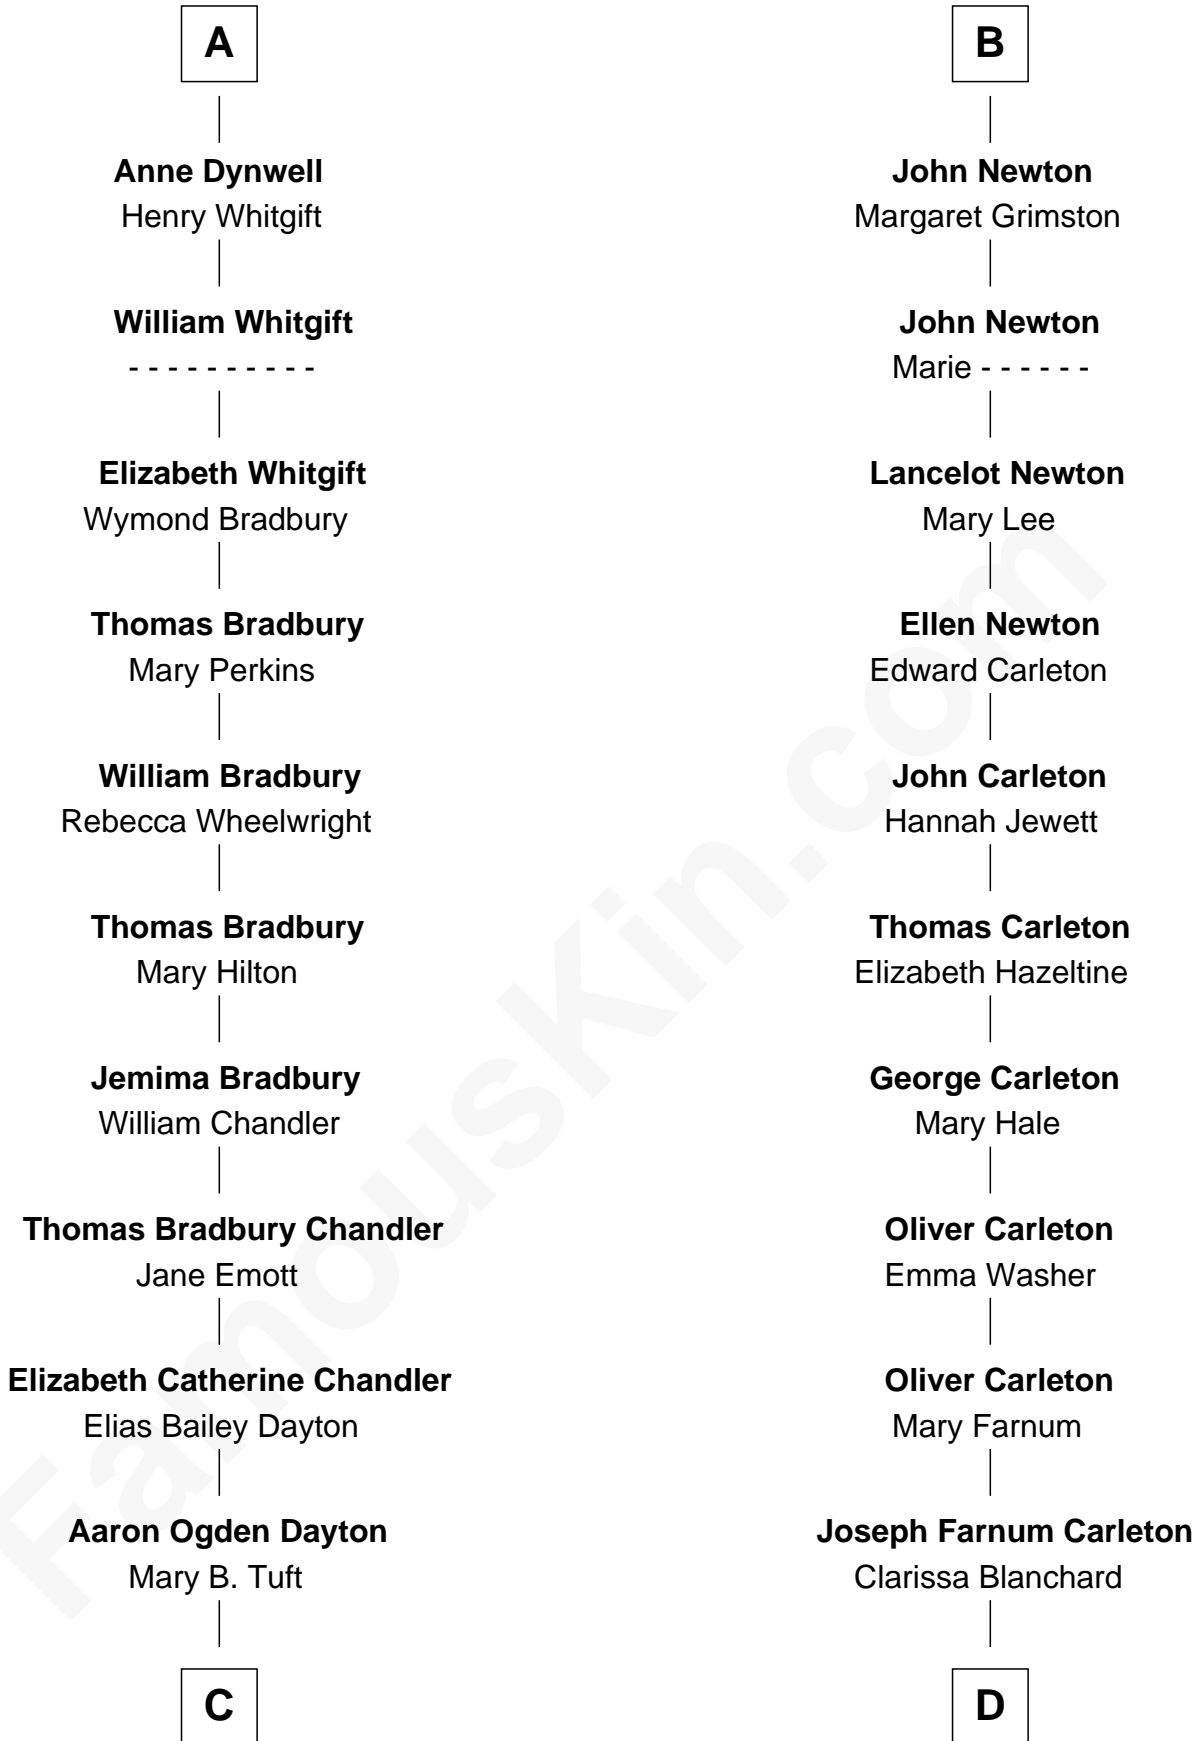 A
Anne Dynwell
Henry Whitgift
William Whitgift
- - - - - - - - - -
Elizabeth Whitgift
Wymond Bradbury
Thomas Bradbury
Mary Perkins
William Bradbury
Rebecca Wheelwright
Thomas Bradbury
Mary Hilton
Jemima Bradbury
William Chandler
Thomas Bradbury Chandler
Jane Emott
Elizabeth Catherine Chandler
Elias Bailey Dayton
Aaron Ogden Dayton
Mary B. Tuft
C
B
John Newton
Margaret Grimston
John Newton
Marie - - - - - -
Lancelot Newton
Mary Lee
Ellen Newton
Edward Carleton
John Carleton
Hannah Jewett
Thomas Carleton
Elizabeth Hazeltine
George Carleton
Mary Hale
Oliver Carleton
Emma Washer
Oliver Carleton
Mary Farnum
Joseph Farnum Carleton
Clarissa Blanchard
D
FamousKin.com